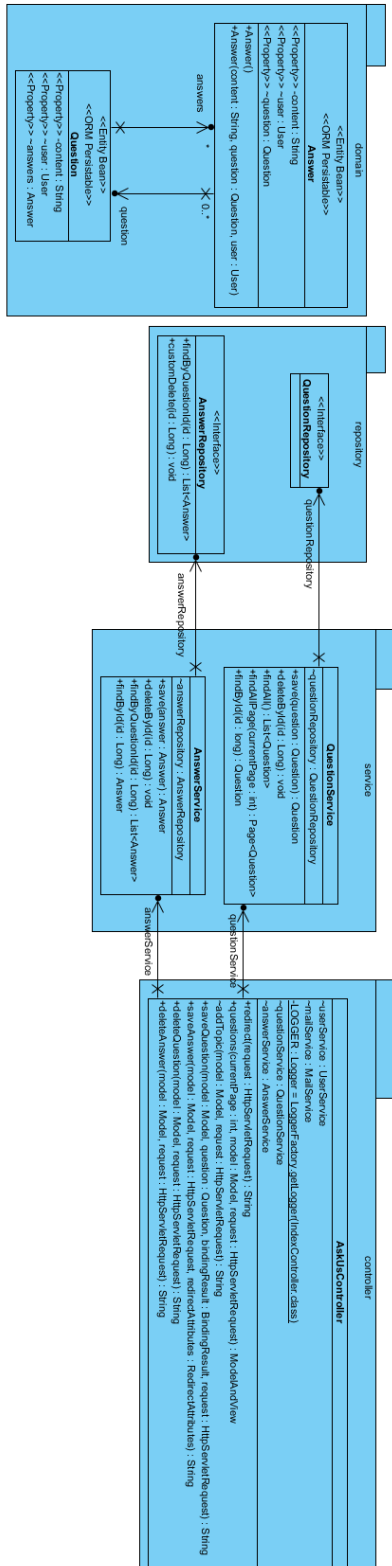 domain
<<Entity Bean>>
<<ORM Persistable>>
Answer
<<Property>> -content : String
<<Property>> ~user : User
<<Property>> ~question : Question
+Answer()
+Answer(content : String, question : Question, user : User)
answers
*
0..*
question
<<Entity Bean>>
<<ORM Persistable>>
Question
<<Property>> -content : String
<<Property>> ~user : User
<<Property>> ~answers : Answer
repository
<<Interface>>
QuestionRepository
questionRepository
<<Interface>>
AnswerRepository
+findByQuestionId(id : Long) : List<Answer>
+customDelete(id : Long) : void
answerRepository
service
QuestionService
~questionRepository : QuestionRepository
+save(question : Question) : Question
+deleteById(id : Long) : void
+findAll() : List<Question>
+findAllPage(currentPage : int) : Page<Question>
+findById(id : long) : Question
questionService
AnswerService
~answerRepository : AnswerRepository
+save(answer : Answer) : Answer
+deleteById(id : Long) : void
+findByQuestionId(id : Long) : List<Answer>
+findById(id : Long) : Answer
answerService
controller
AskUsController
~userService : UserService
~mailService : MailService
-LOGGER : Logger = LoggerFactory.getLogger(IndexController.class)
~questionService : QuestionService
~answerService : AnswerService
+redirect(request : HttpServletRequest) : String
+questions(currentPage : int, model : Model, request : HttpServletRequest) : ModelAndView
~addTopic(model : Model, request : HttpServletRequest) : String
+saveQuestion(model : Model, question : Question, bindingResult : BindingResult, request : HttpServletRequest) : String
+saveAnswer(model : Model, request : HttpServletRequest, redirectAttributes : RedirectAttributes) : String
+deleteQuestion(model : Model, request : HttpServletRequest) : String
+deleteAnswer(model : Model, request : HttpServletRequest) : String